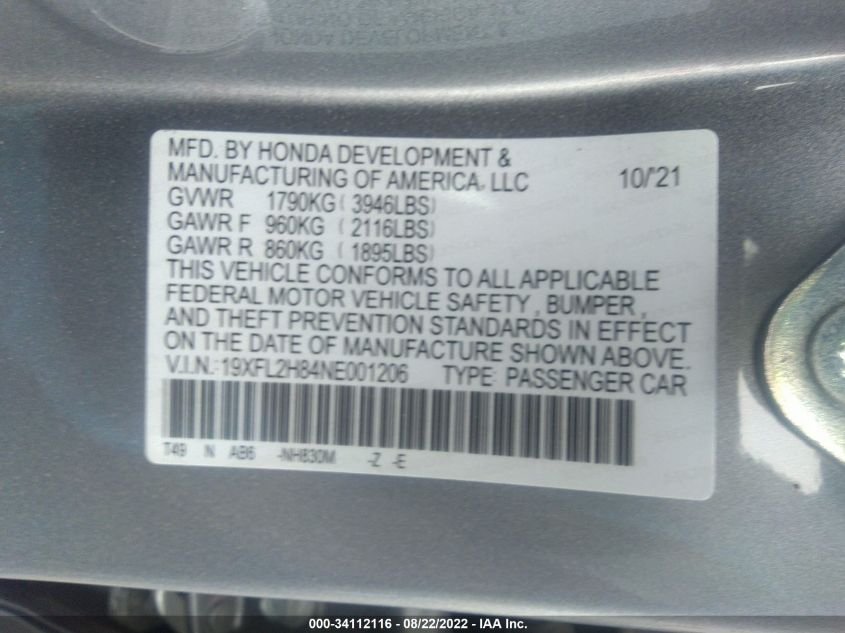 MFD. BY HONDA DEVELOPMENT &
MANUFACTURING OF AMERICA, LLC 10/'21
GVWR 1790KG ( 3946LBS)
GAWR F 960KG ( 2116LBS)
GAWR R 860KG ( 1895LBS)
THIS VEHICLE CONFORMS TO ALL APPLICABLE
FEDERAL MOTOR VEHICLE SAFETY , BUMPER ,
AND THEFT PREVENTION STANDARDS IN EFFECT
ON THE DATE OF MANUFACTURE SHOWN ABOVE.
V.I.N.: 19XFL2H84NE001206 TYPE: PASSENGER CAR
T49 N AB6 -NH830M -Z -E
000-34112116 - 08/22/2022 - IAA Inc.